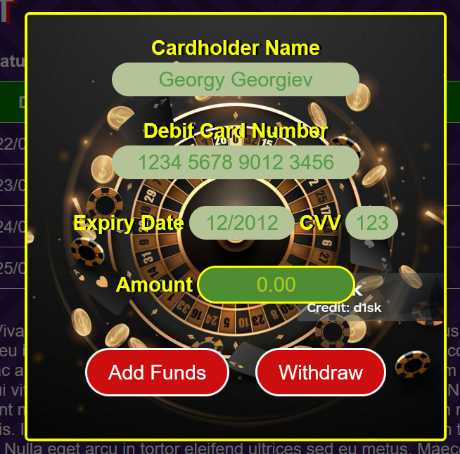 Cardholder Name
Georgy Georgiev
Debit Card Number
1234 5678 9012 3456
Expiry Date 12/2012 CVV 123
Amount 0.00
Credit: d1sk
Add Funds Withdraw
Nulla eget arcu in tortor eleifend ultrices sed eu metus.